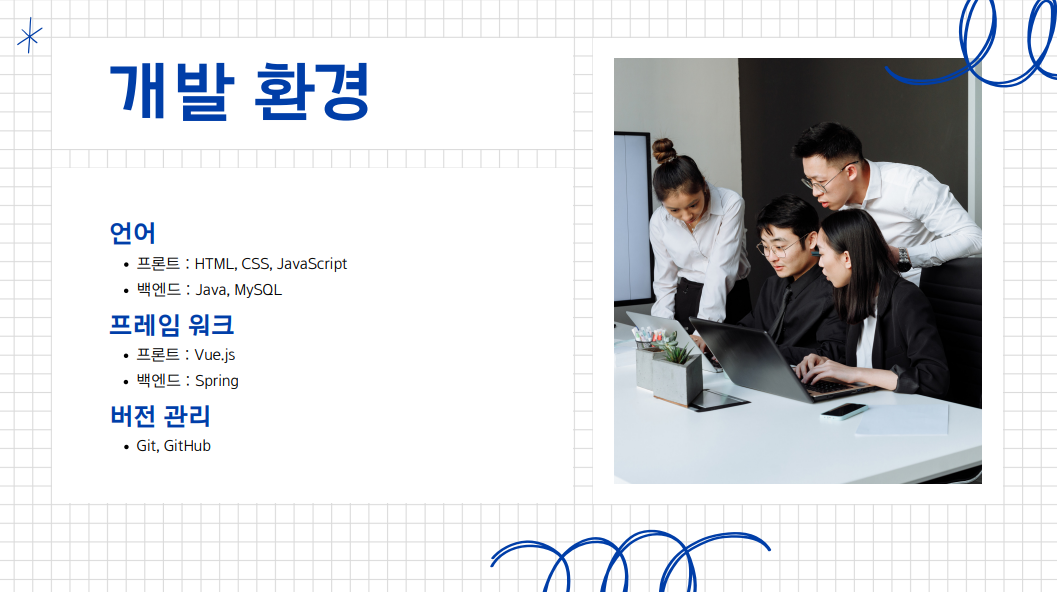 개발 환경
언어
• 프론트 : HTML, CSS, JavaScript
• 백엔드 : Java, MySQL
프레임 워크
• 프론트 : Vue.js
• 백엔드 : Spring
버전 관리
• Git, GitHub